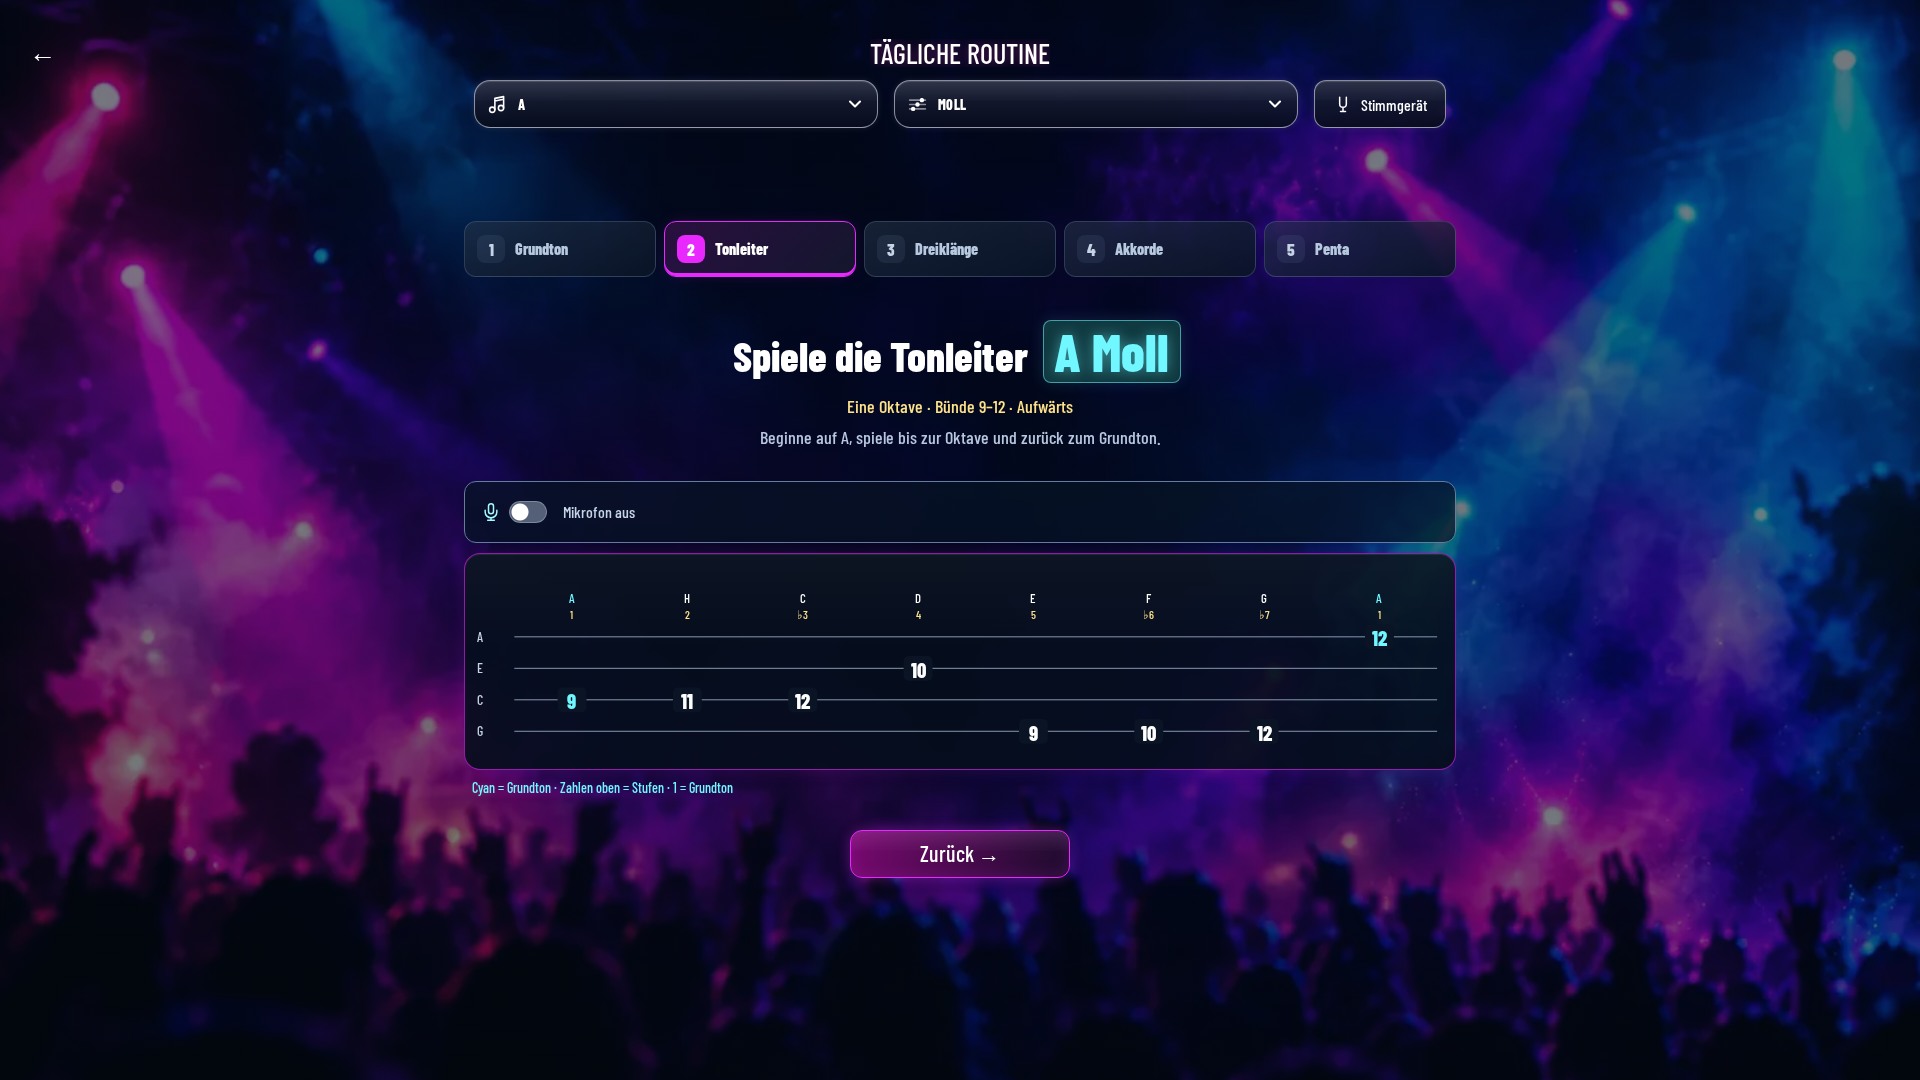 ←
TÄGLICHE ROUTINE
A
MOLL
Stimmgerät
1 Grundton
2 Tonleiter
3 Dreiklänge
4 Akkorde
5 Penta
Spiele die Tonleiter A Moll
Eine Oktave · Bünde 9–12 · Aufwärts
Beginne auf A, spiele bis zur Oktave und zurück zum Grundton.
Mikrofon aus
A H C D E F G A
1 2 ♭3 4 5 ♭6 ♭7 1
A 12
E 10
C 9 11 12
G 9 10 12
Cyan = Grundton · Zahlen oben = Stufen · 1 = Grundton
Zurück →